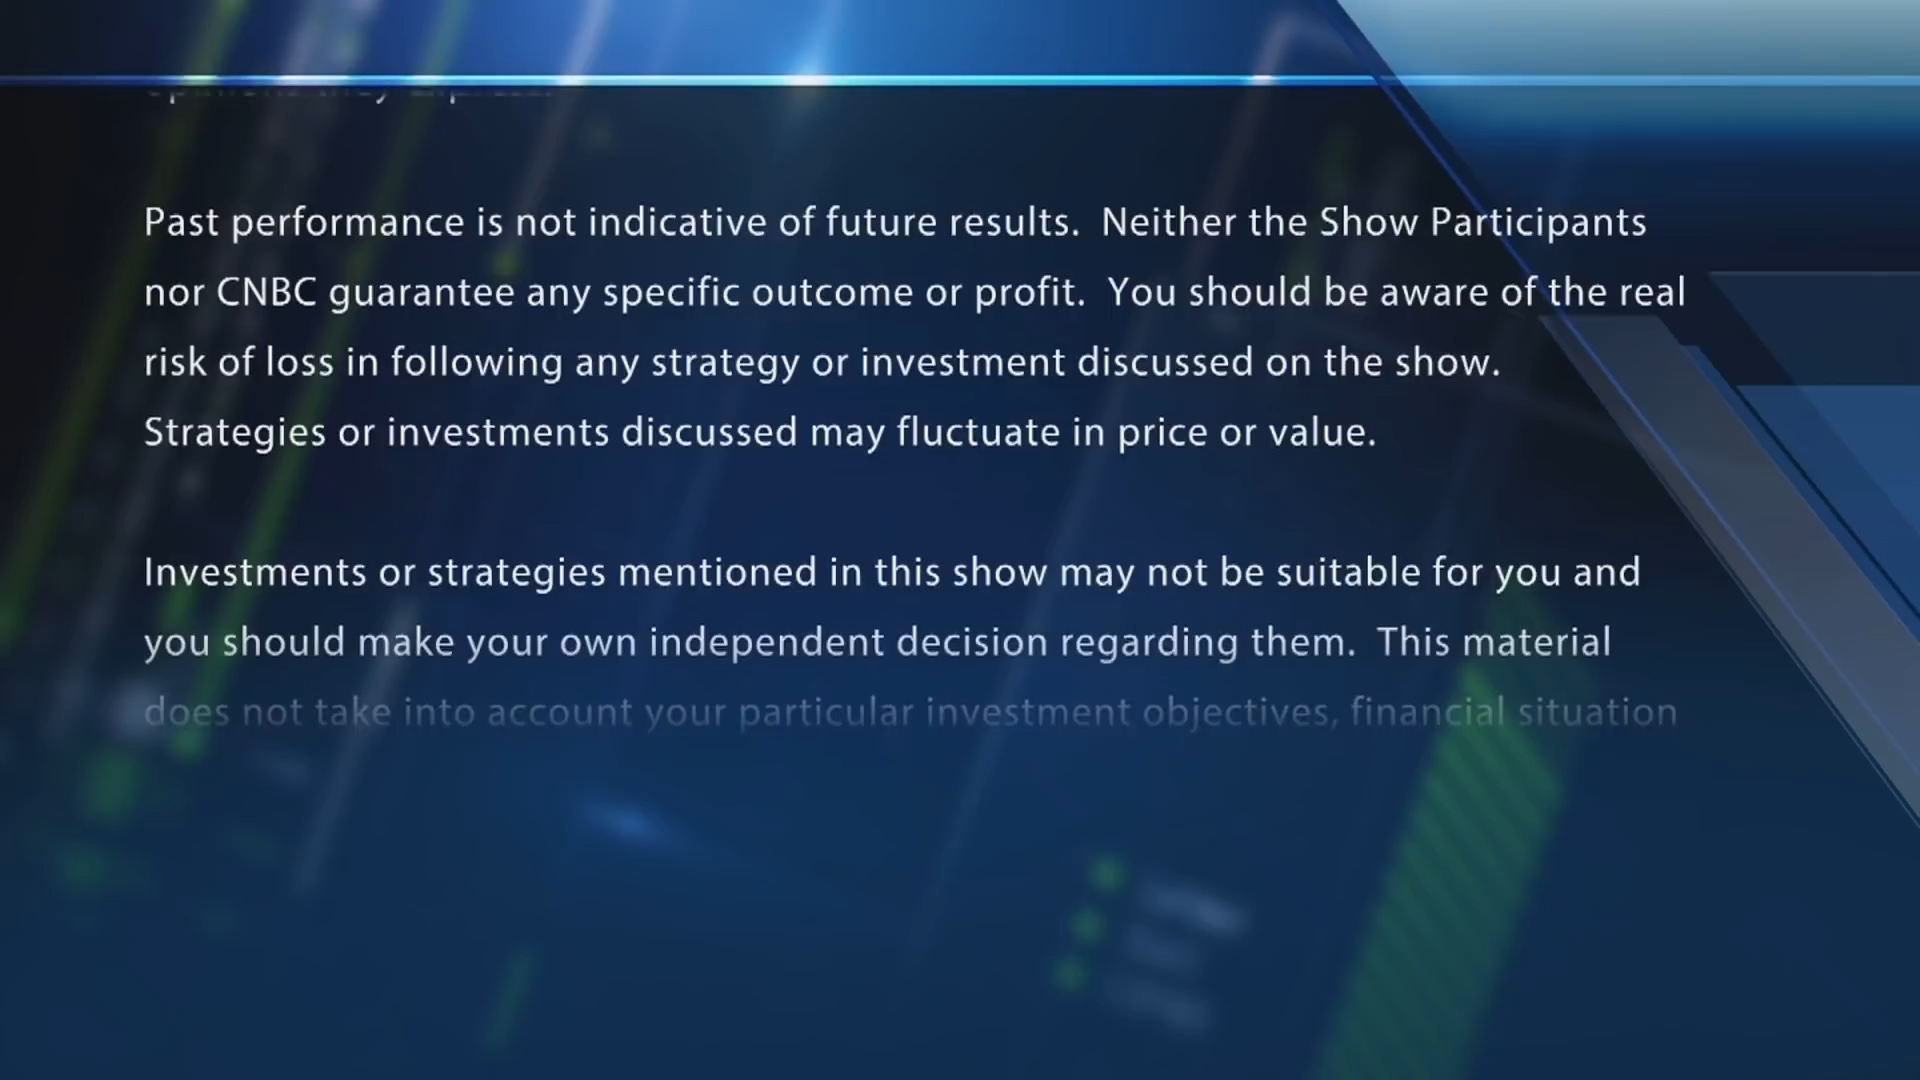 Past performance is not indicative of future results.  Neither the Show Participants
nor CNBC guarantee any specific outcome or profit.  You should be aware of the real
risk of loss in following any strategy or investment discussed on the show.
Strategies or investments discussed may fluctuate in price or value.
Investments or strategies mentioned in this show may not be suitable for you and
you should make your own independent decision regarding them.  This material
does not take into account your particular investment objectives, financial situation